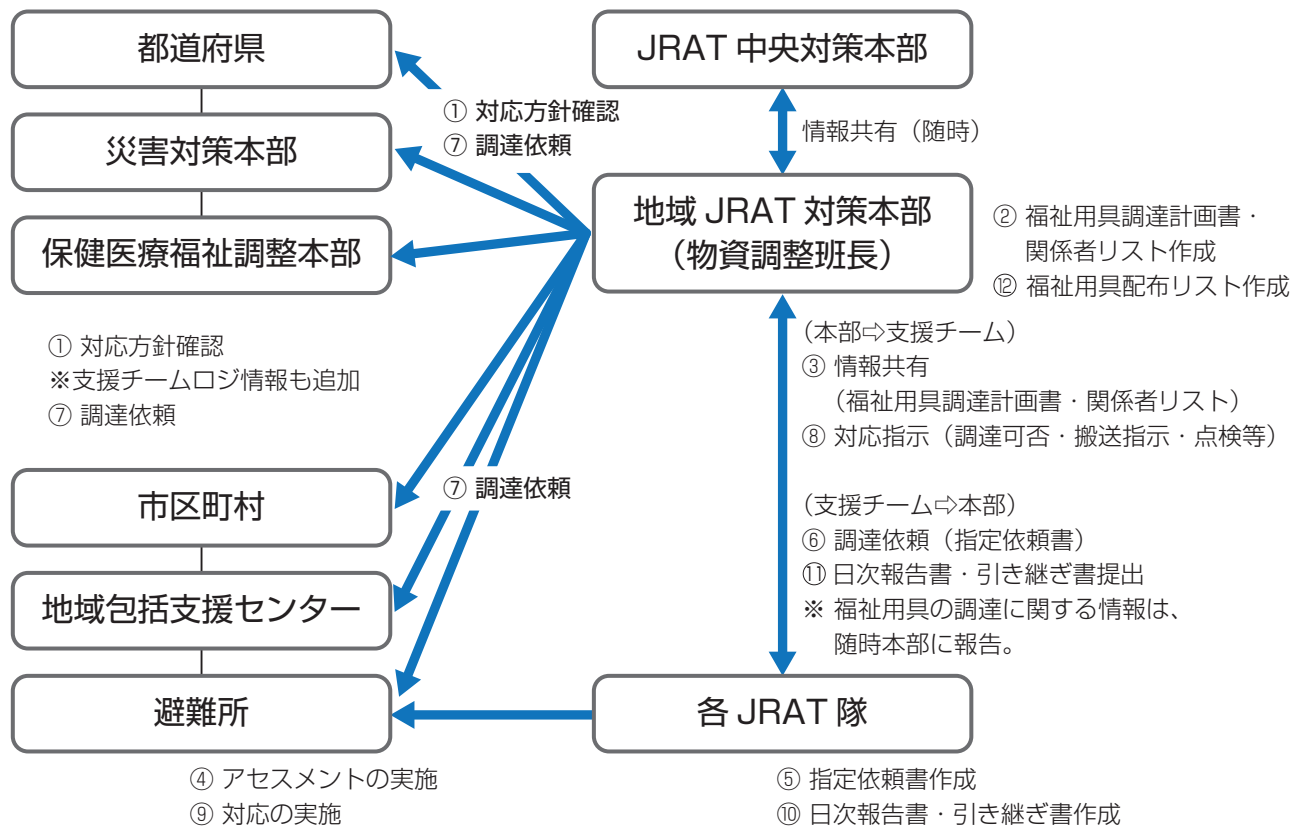 都道府県
JRAT 中央対策本部
① 対応方針確認
⑦ 調達依頼
情報共有（随時）
災害対策本部
地域 JRAT 対策本部
（物資調整班長）
② 福祉用具調達計画書・
関係者リスト作成
⑫ 福祉用具配布リスト作成
保健医療福祉調整本部
① 対応方針確認
※支援チームロジ情報も追加
⑦ 調達依頼
（本部⇨支援チーム）
③ 情報共有
（福祉用具調達計画書・関係者リスト）
⑧ 対応指示（調達可否・搬送指示・点検等）
市区町村
⑦ 調達依頼
（支援チーム⇨本部）
⑥ 調達依頼（指定依頼書）
⑪ 日次報告書・引き継ぎ書提出
※ 福祉用具の調達に関する情報は、
随時本部に報告。
地域包括支援センター
避難所
各 JRAT 隊
④ アセスメントの実施
⑨ 対応の実施
⑤ 指定依頼書作成
⑩ 日次報告書・引き継ぎ書作成